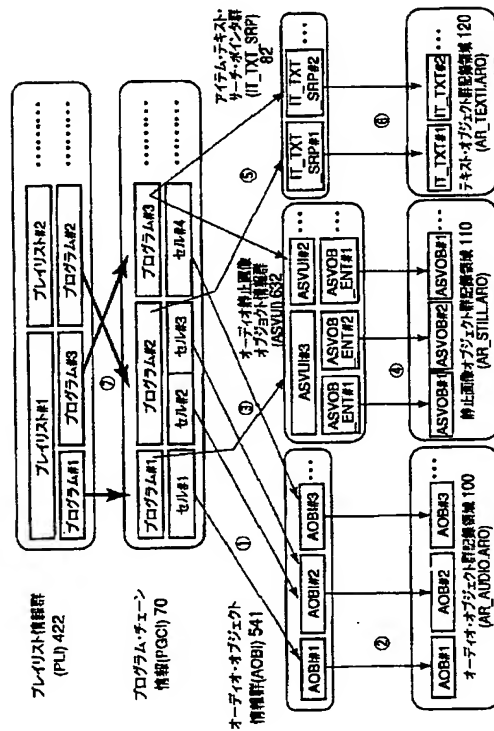 プレイリスト情報群
(PLI) 422
プレイリスト#1
プレイリスト#2
………
プログラム#1
プログラム#3
プログラム#2
………
⑦
プログラム・チェーン
情報(PGCI) 70
プログラム#1
プログラム#2
プログラム#3
………
セル#1
セル#2
セル#3
セル#4
………
①
③
⑤
オーディオ・オブジェクト
情報群(AOBI) 541
AOBI#1
AOBI#2
AOBI#3
…
オーディオ静止画像
オブジョクト情報群
(ASVUI) 632
ASVUI#3
ASVUI#2
…
ASVOB
_ENT#1
ASVOB
_ENT#2
ASVOB
_ENT#1
…
アイテム・テキスト・
サーチ・ポインタ群
(IT_TXT_SRP)
82
IT_TXT
SRP#1
IT_TXT
SRP#2
…
②
④
⑥
AOB#1
AOB#2
AOB#3
…
オーディオ・オブジェクト群記録領域 100
(AR_AUDIO.ARO)
ASVOB#1
ASVOB#2
ASVOB#1
…
静止画像オブジェクト群記録領域 110
(AR_STILL.ARO)
IT_TXT#1
IT_TXT#2
…
テキスト・オブジェクト群記録領域 120
(AR_TEXTI.ARO)